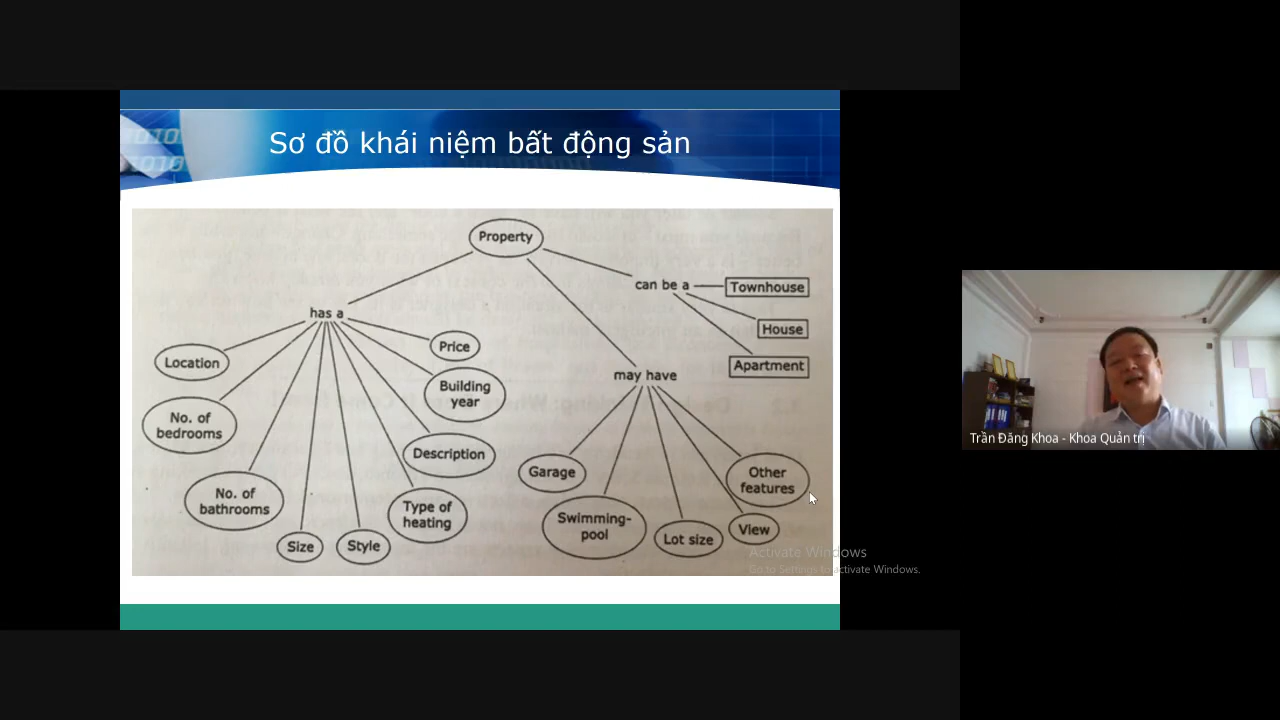 Sơ đồ khái niệm bất động sản
Property
can be a
Townhouse
House
Apartment
has a
Location
No. of
bedrooms
No. of
bathrooms
Size
Style
Type of
heating
Description
Building
year
Price
may have
Garage
Swimming-
pool
Lot size
View
Other
features
Activate Windows
Go to Settings to activate Windows.
Trần Đăng Khoa - Khoa Quản trị